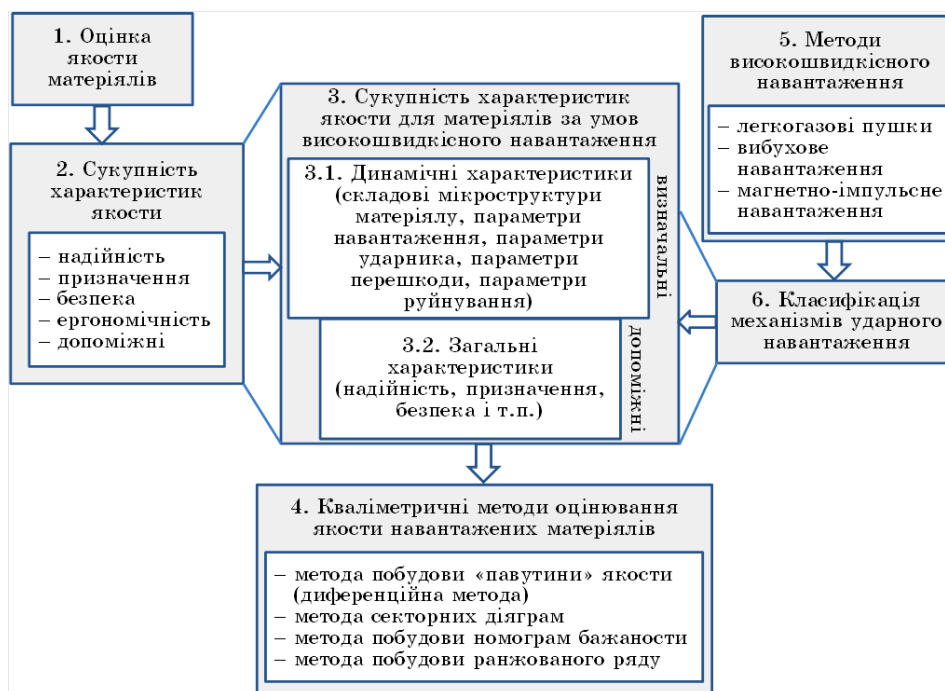 1. Оцінка
якости
матеріялів
2. Сукупність
характеристик
якости
– надійність
– призначення
– безпека
– ергономічність
– допоміжні
3. Сукупність характеристик
якости для матеріялів за умов
високошвидкісного навантаження
3.1. Динамічні характеристики
(складові мікроструктури
матеріялу, параметри
навантаження, параметри
ударника, параметри
перешкоди, параметри
руйнування)
визначальні
3.2. Загальні
характеристики
(надійність, призначення,
безпека і т.п.)
допоміжні
5. Методи
високошвидкісного
навантаження
– легкогазові пушки
– вибухове
навантаження
– магнетно-імпульсне
навантаження
6. Класифікація
механізмів ударного
навантаження
4. Кваліметричні методи оцінювання
якости навантажених матеріялів
– метода побудови «павутини» якости
(диференційна метода)
– метода секторних діяграм
– метода побудови номограм бажаности
– метода побудови ранжованого ряду